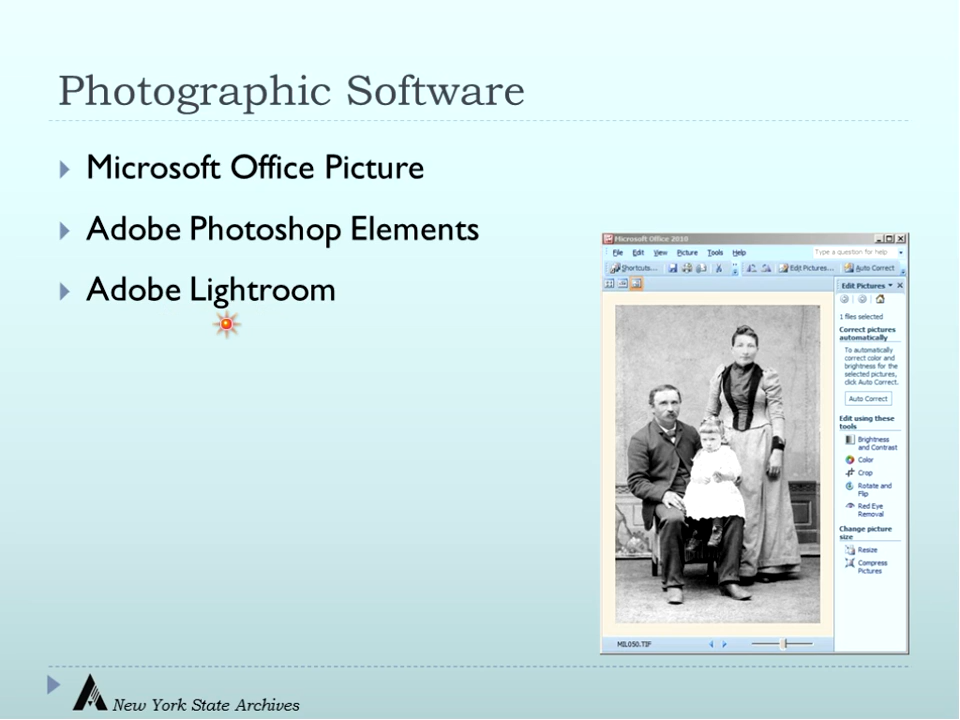 Photographic Software
Microsoft Office Picture
Adobe Photoshop Elements
Adobe Lightroom
Microsoft Office 2010
File Edit View Picture Tools Help
Type a question for help
Shortcuts... Edit Pictures... Auto Correct
Edit Pictures
1 files selected
Correct pictures
automatically
To automatically
correct color and
brightness for the
selected pictures,
click Auto Correct.
Auto Correct
Edit using these
tools
Brightness
and Contrast
Color
Crop
Rotate and
Flip
Red Eye
Removal
Change picture
size
Resize
Compress
Pictures
MIL050.TIF
New York State Archives